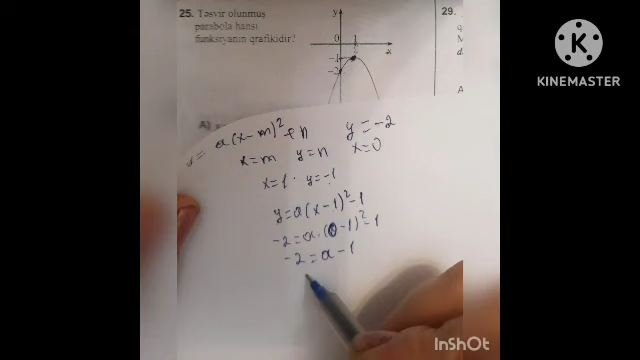 25. Təsvir olunmuş
parabola hansı
funksiyanın qrafikidir?
y
0 1
x
-1
-2
29.
A)
y = a(x-m)² + n y = -2
x=m y=n x=0
x=1 · y=-1
y=a(x-1)²-1
-2=a·(0-1)²-1
-2=a-1
KINEMASTER
InShOt